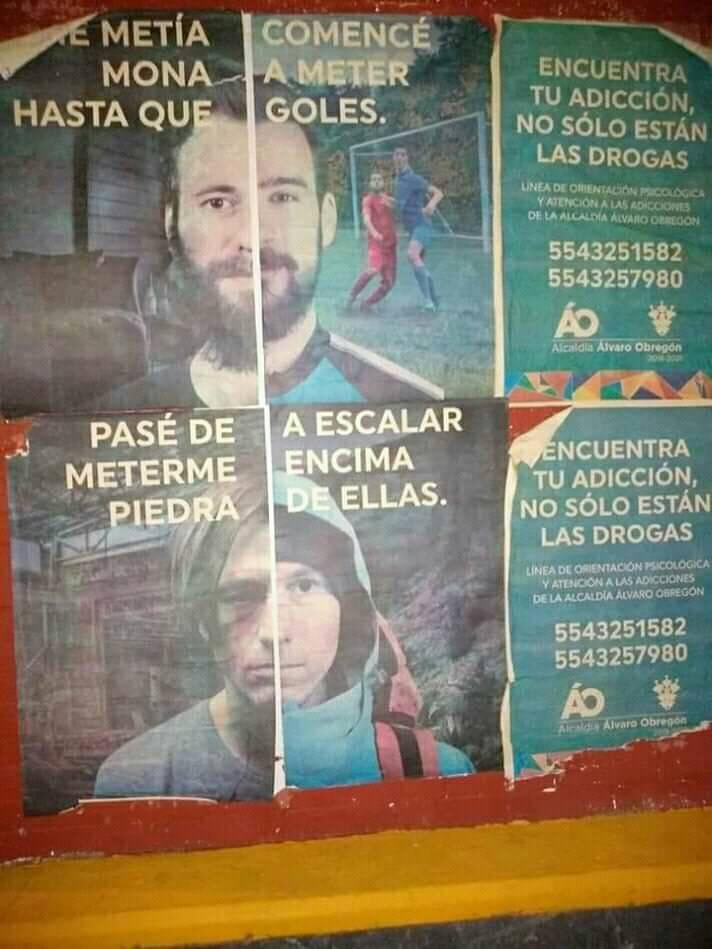 E METÍA
MONA
HASTA QUE
COMENCÉ
A METER
GOLES.
ENCUENTRA
TU ADICCIÓN,
NO SÓLO ESTÁN
LAS DROGAS
LÍNEA DE ORIENTACIÓN PSICOLÓGICA
Y ATENCIÓN A LAS ADICCIONES
DE LA ALCALDÍA ÁLVARO OBREGÓN
5543251582
5543257980
ÁO
Alcaldía Álvaro Obregón
2018-2021
PASÉ DE
METERME
PIEDRA
A ESCALAR
ENCIMA
DE ELLAS.
ENCUENTRA
TU ADICCIÓN,
NO SÓLO ESTÁN
LAS DROGAS
LÍNEA DE ORIENTACIÓN PSICOLÓGICA
Y ATENCIÓN A LAS ADICCIONES
DE LA ALCALDÍA ÁLVARO OBREGÓN
5543251582
5543257980
ÁO
Alcaldía Álvaro Obregón